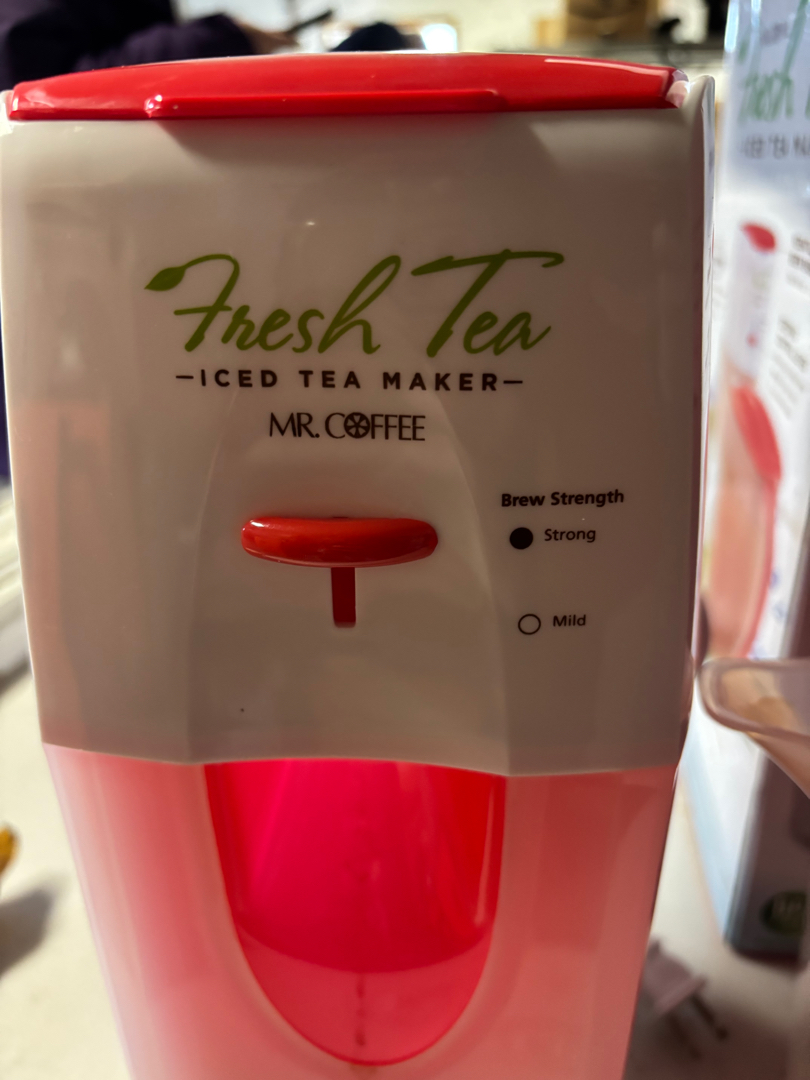 Fresh Tea
—ICED TEA MAKER—
MR. COFFEE
Brew Strength
Strong
Mild